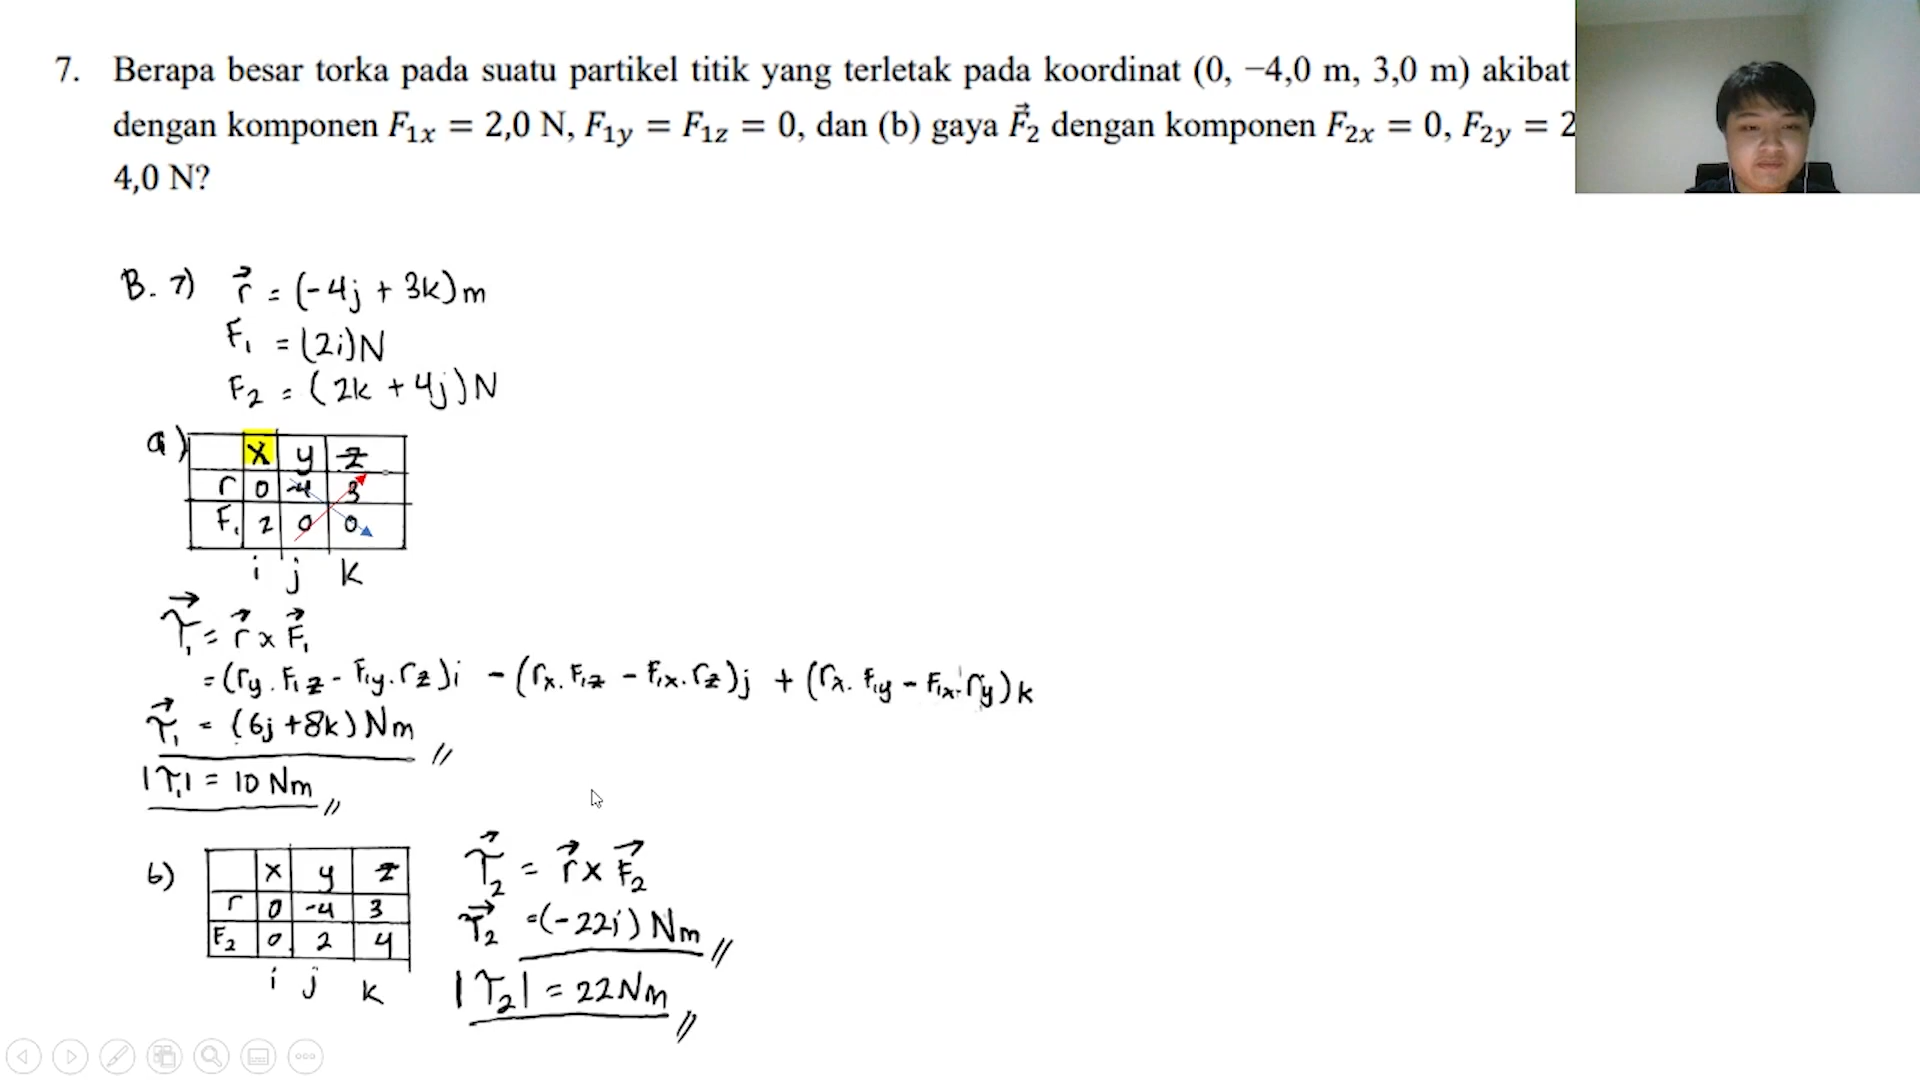 7. Berapa besar torka pada suatu partikel titik yang terletak pada koordinat (0, −4,0 m, 3,0 m) akibat
dengan komponen F₁ₓ = 2,0 N, F₁y = F₁z = 0, dan (b) gaya F⃗₂ dengan komponen F₂ₓ = 0, F₂y = 2
4,0 N?
B. 7) r⃗ = (-4j + 3k)m
F₁ = (2i)N
F₂ = (2k + 4j)N
a)
x y z
r 0 -4 3
F₁ 2 0 0
i j k
τ⃗₁ = r⃗ x F⃗₁
= (ry . F₁z - F₁y . rz)i - (rx . F₁z - F₁x . rz)j + (rx . F₁y - F₁x . ry)k
τ⃗₁ = (6j + 8k) Nm //
|τ₁| = 10 Nm //
b)
x y z
r 0 -4 3
F₂ 0 2 4
i j k
τ⃗₂ = r⃗ x F⃗₂
τ⃗₂ = (-22i) Nm //
|τ₂| = 22 Nm //